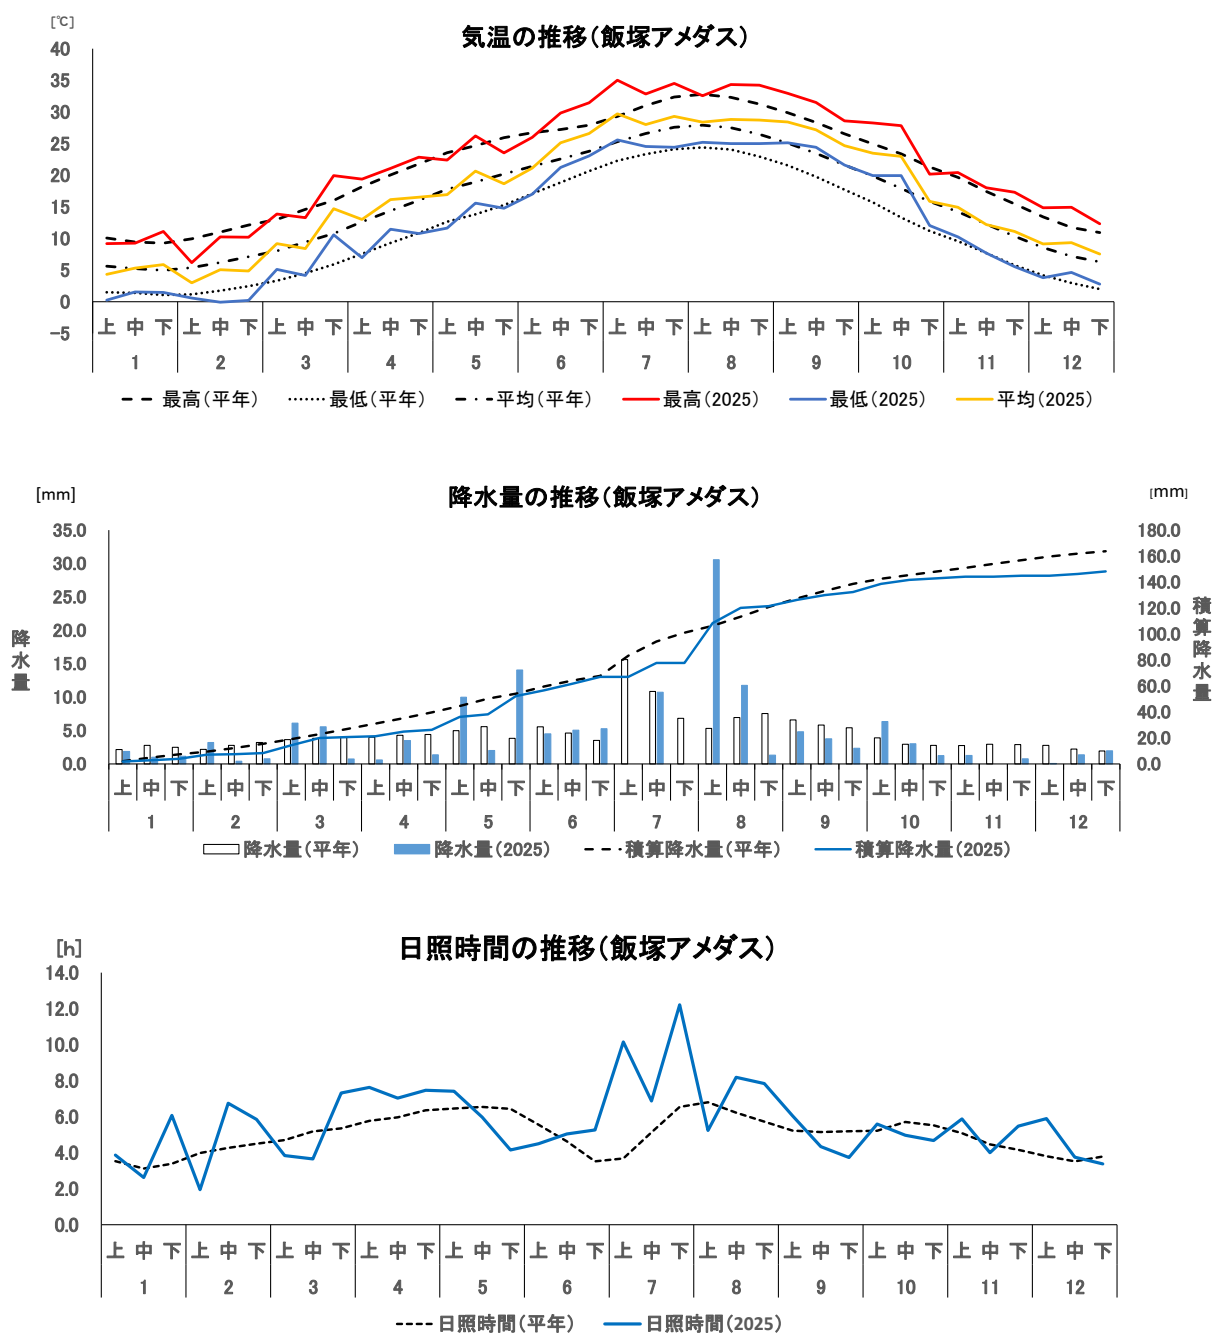 [℃]
気温の推移（飯塚アメダス）
40
35
30
25
20
15
10
5
0
-5
上 中 下 上 中 下 上 中 下 上 中 下 上 中 下 上 中 下 上 中 下 上 中 下 上 中 下 上 中 下 上 中 下 上 中 下
1 2 3 4 5 6 7 8 9 10 11 12
最高（平年） 最低（平年） 平均（平年） 最高（2025） 最低（2025） 平均（2025）
[mm] 降水量の推移（飯塚アメダス） [mm]
35.0 180.0
30.0 160.0
25.0 140.0
20.0 120.0
15.0 100.0
10.0 80.0
5.0 60.0
0.0 40.0
20.0
0.0
降水量
積算降水量
上 中 下 上 中 下 上 中 下 上 中 下 上 中 下 上 中 下 上 中 下 上 中 下 上 中 下 上 中 下 上 中 下 上 中 下
1 2 3 4 5 6 7 8 9 10 11 12
降水量（平年） 降水量（2025） 積算降水量（平年） 積算降水量（2025）
[h] 日照時間の推移（飯塚アメダス）
14.0
12.0
10.0
8.0
6.0
4.0
2.0
0.0
上 中 下 上 中 下 上 中 下 上 中 下 上 中 下 上 中 下 上 中 下 上 中 下 上 中 下 上 中 下 上 中 下 上 中 下
1 2 3 4 5 6 7 8 9 10 11 12
日照時間（平年） 日照時間（2025）